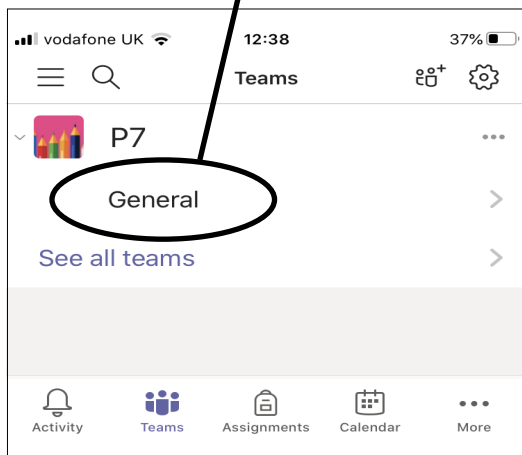 vodafone UK 12:38 37%
Teams
P7
General
See all teams
Activity Teams Assignments Calendar More